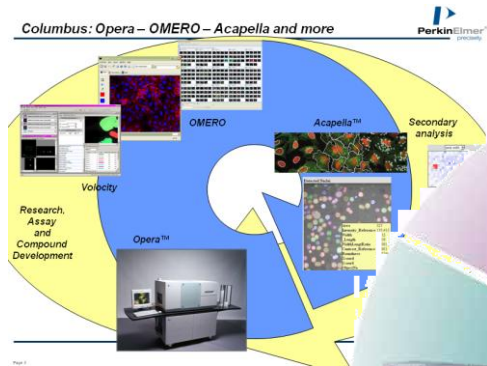 Columbus: Opera – OMERO – Acapella and more
PerkinElmer
precisely
OMERO
Acapella™
Secondary
analysis
Volocity
Research,
Assay
and
Compound
Development
Opera™
Page 2